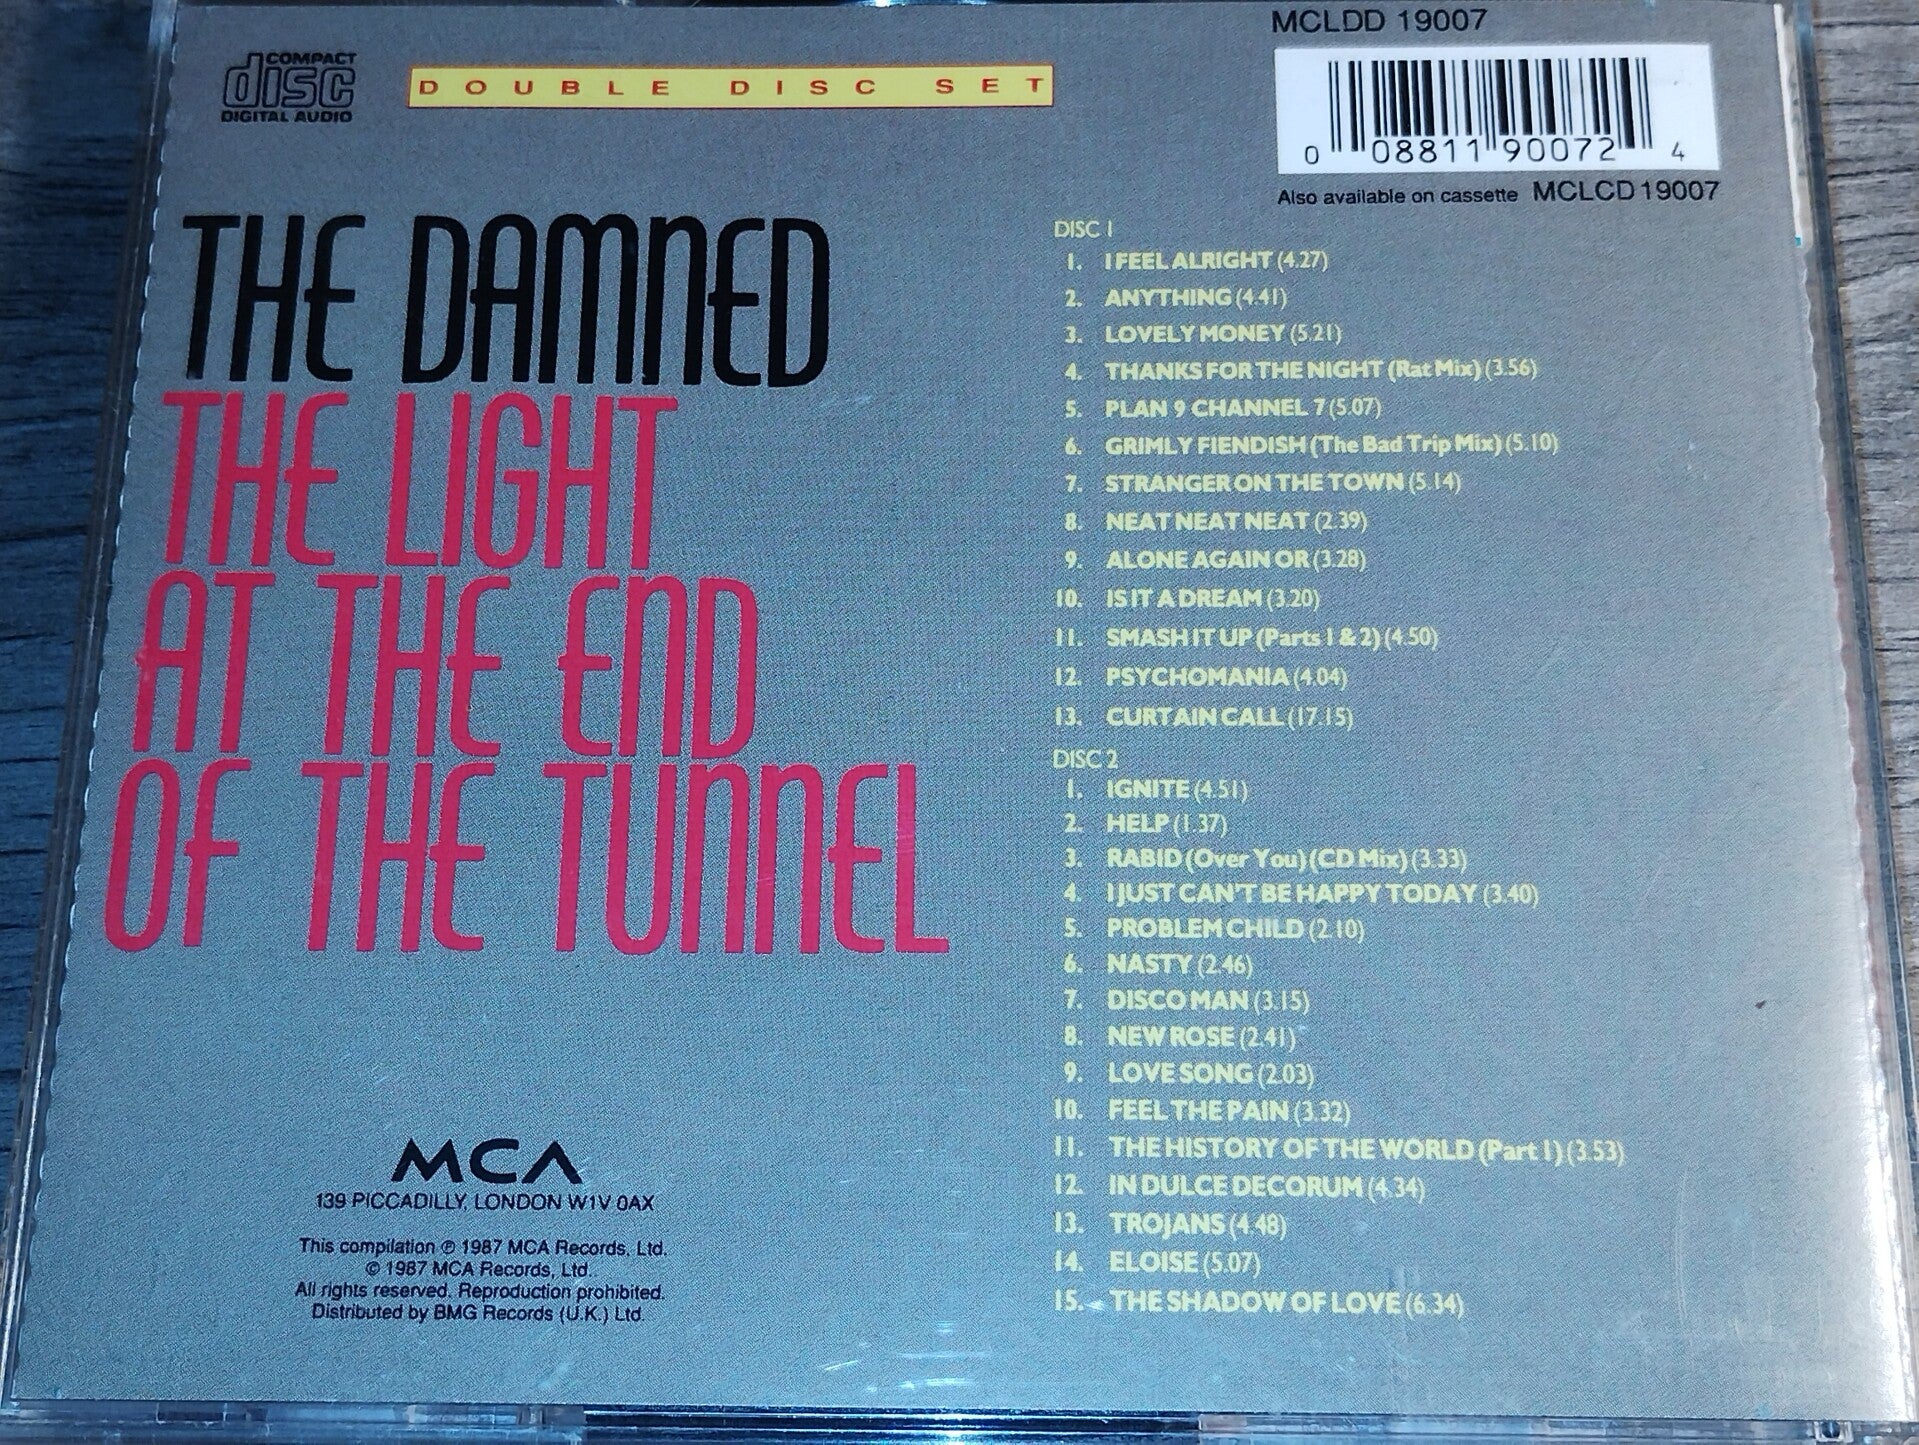 COMPACT
disc
DIGITAL AUDIO
DOUBLE DISC SET
MCLDD 19007
0 08811 90072 4
Also available on cassette MCLCD 19007
THE DAMNED
THE LIGHT
AT THE END
OF THE TUNNEL
DISC 1
1. I FEEL ALRIGHT (4.27)
2. ANYTHING (4.41)
3. LOVELY MONEY (5.21)
4. THANKS FOR THE NIGHT (Rat Mix) (3.56)
5. PLAN 9 CHANNEL 7 (5.07)
6. GRIMLY FIENDISH (The Bad Trip Mix) (5.10)
7. STRANGER ON THE TOWN (5.14)
8. NEAT NEAT NEAT (2.39)
9. ALONE AGAIN OR (3.28)
10. IS IT A DREAM (3.20)
11. SMASH IT UP (Parts 1 & 2) (4.50)
12. PSYCHOMANIA (4.04)
13. CURTAIN CALL (17.15)
DISC 2
1. IGNITE (4.51)
2. HELP (1.37)
3. RABID (Over You) (CD Mix) (3.33)
4. I JUST CAN'T BE HAPPY TODAY (3.40)
5. PROBLEM CHILD (2.10)
6. NASTY (2.46)
7. DISCO MAN (3.15)
8. NEW ROSE (2.41)
9. LOVE SONG (2.03)
10. FEEL THE PAIN (3.32)
11. THE HISTORY OF THE WORLD (Part 1) (3.53)
12. IN DULCE DECORUM (4.34)
13. TROJANS (4.48)
14. ELOISE (5.07)
15. THE SHADOW OF LOVE (6.34)
MCA
139 PICCADILLY, LONDON W1V 0AX
This compilation ℗ 1987 MCA Records, Ltd.
© 1987 MCA Records, Ltd.
All rights reserved. Reproduction prohibited.
Distributed by BMG Records (U.K.) Ltd.